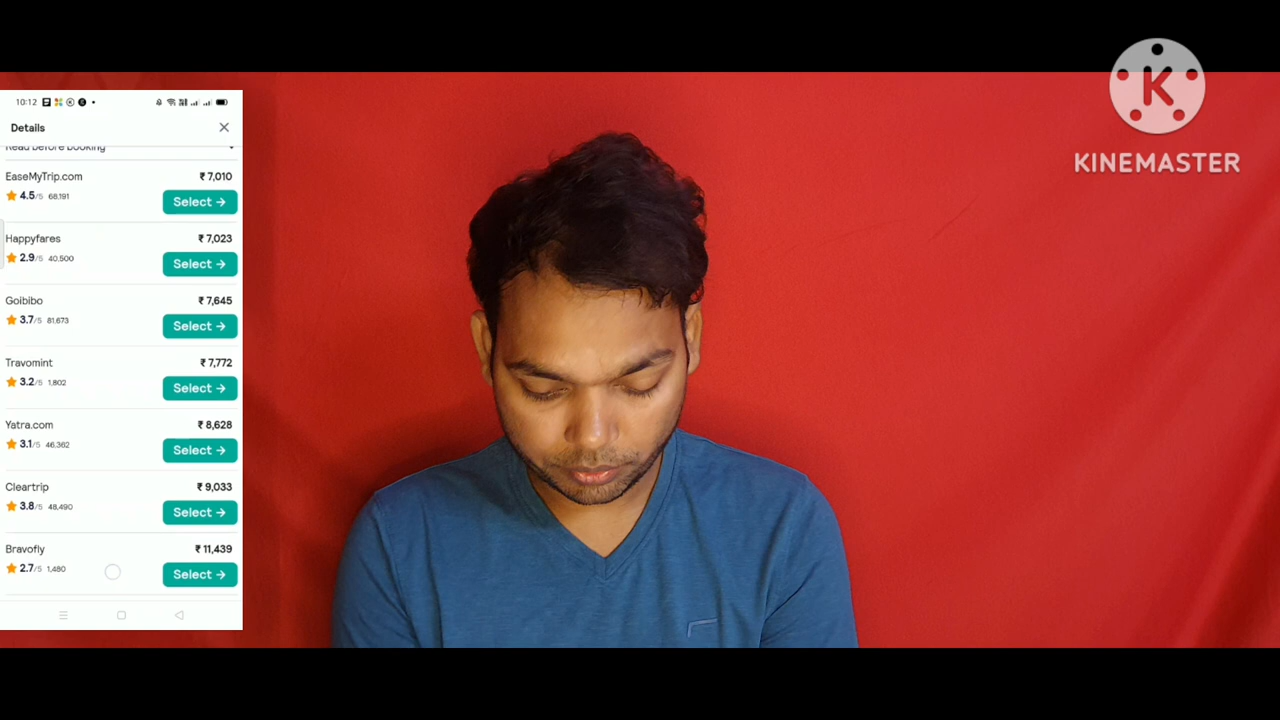 10:12
Details
Read before booking
EaseMyTrip.com ₹ 7,010
4.5/5 68,191 Select →
Happyfares ₹ 7,023
2.9/5 40,500 Select →
Goibibo ₹ 7,645
3.7/5 81,673 Select →
Travomint ₹ 7,772
3.2/5 1,802 Select →
Yatra.com ₹ 8,628
3.1/5 46,362 Select →
Cleartrip ₹ 9,033
3.8/5 48,490 Select →
Bravofly ₹ 11,439
2.7/5 1,480 Select →
K
KINEMASTER